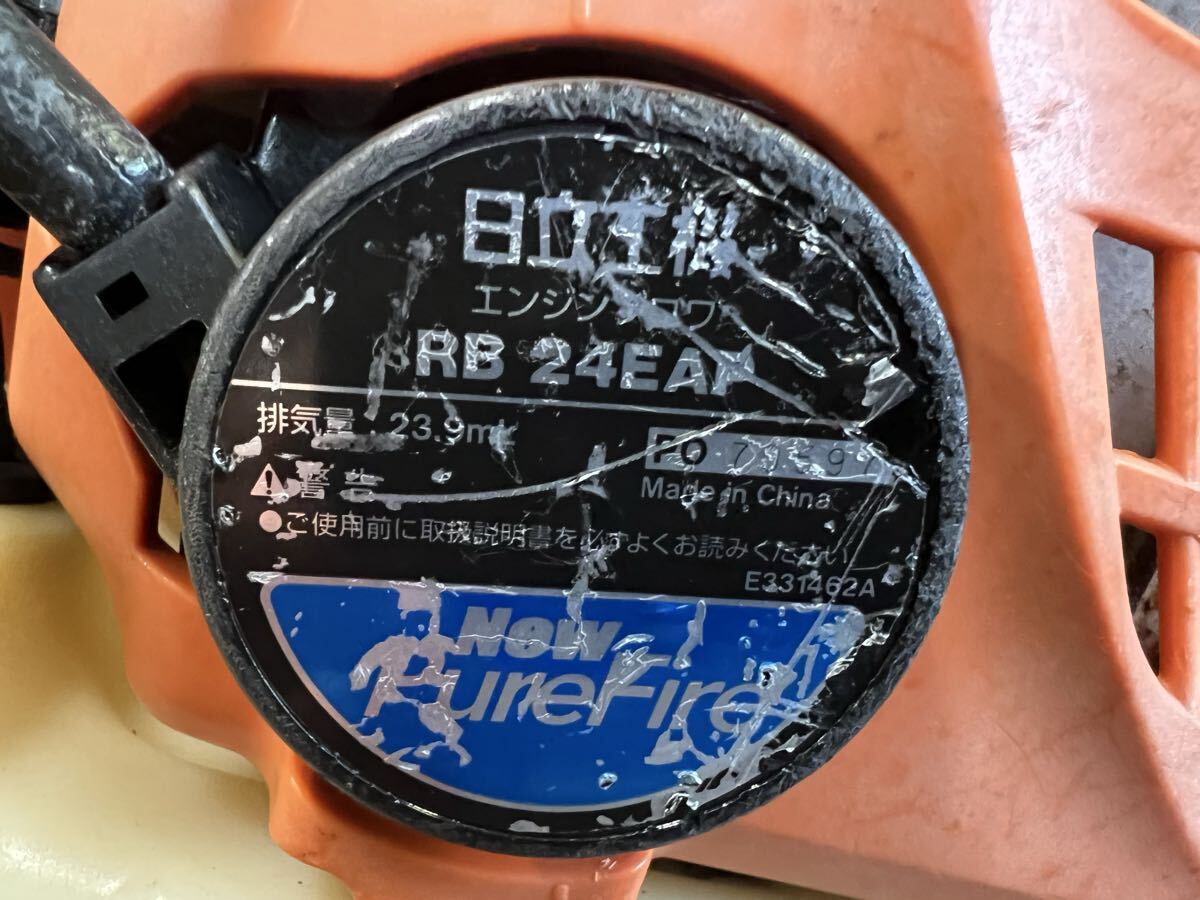 日立工機
エンジンブロワ
RB 24EAP
排気量 23.9mL
PO
Made in China
警告
●ご使用前に取扱説明書を必ずよくお読みください
E331462A
New
PureFire